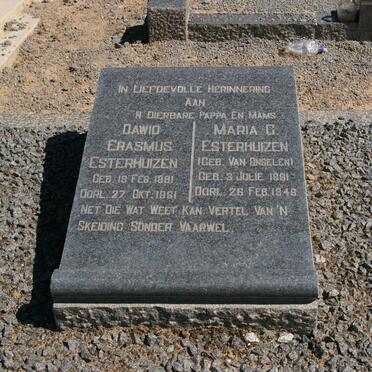 In Liefdevolle Herinnering
Aan
'n Dierbare Pappa En Mams
Dawid
Erasmus
Esterhuizen
Geb. 18 Feb. 1881
Oorl. 27 Okt. 1961
Maria C.
Esterhuizen
(Geb. Van Onselen)
Geb. 3 Julie 1891
Oorl. 26 Feb. 1948
Net Die Wat Weet Kan Vertel Van 'n
Skeiding Sonder Vaarwel.